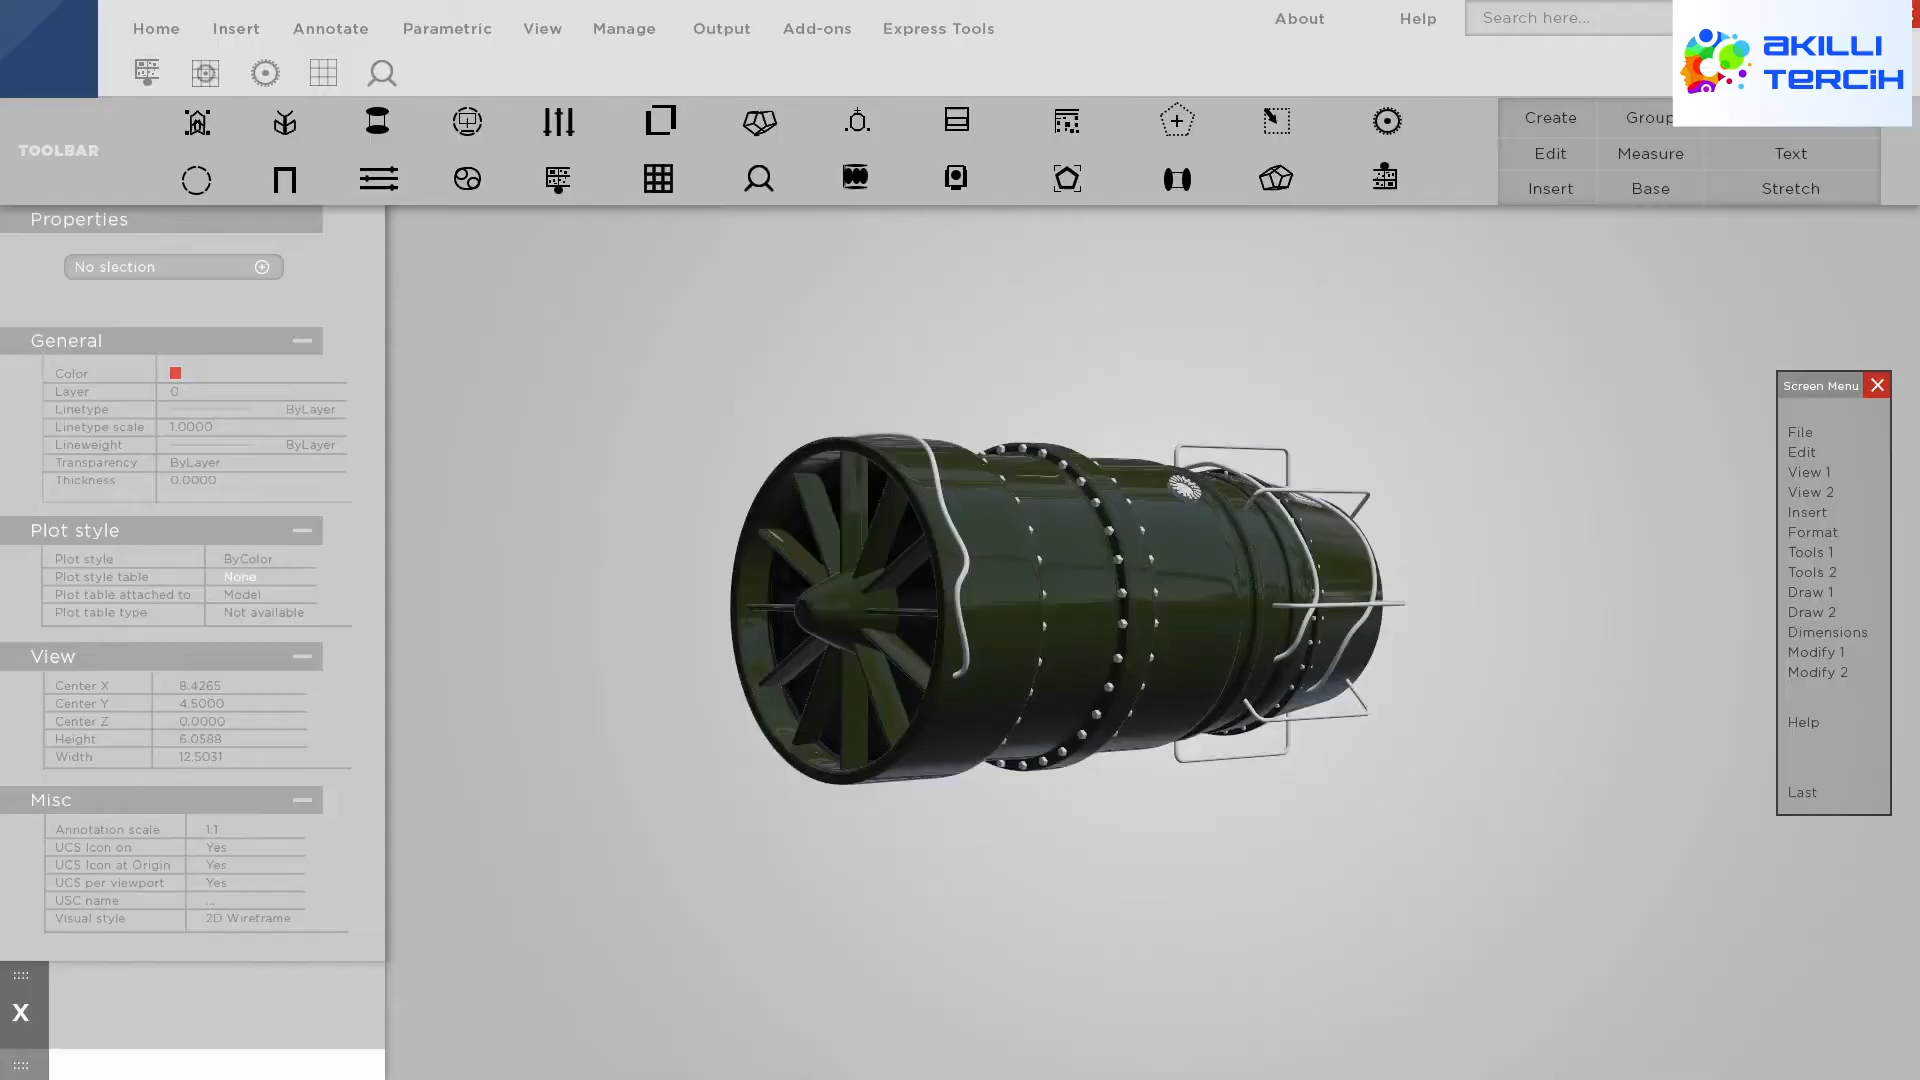 Home Insert Annotate Parametric View Manage Output Add-ons Express Tools
About Help Search here...
AKILLI
TERCiH
TOOLBAR
Create
Edit Measure Text
Insert Base Stretch
Properties
No slection
General
Color
Layer 0
Linetype ByLayer
Linetype scale 1.0000
Lineweight ByLayer
Transparency ByLayer
Thickness 0.0000
Plot style
Plot style ByColor
Plot style table None
Plot table attached to Model
Plot table type Not available
View
Center X 8.4265
Center Y 4.5000
Center Z 0.0000
Height 6.0588
Width 12.5031
Misc
Annotation scale 1:1
UCS Icon on Yes
UCS Icon at Origin Yes
UCS per viewport Yes
USC name ...
Visual style 2D Wireframe
X
Screen Menu
File
Edit
View 1
View 2
Insert
Format
Tools 1
Tools 2
Draw 1
Draw 2
Dimensions
Modify 1
Modify 2
Help
Last